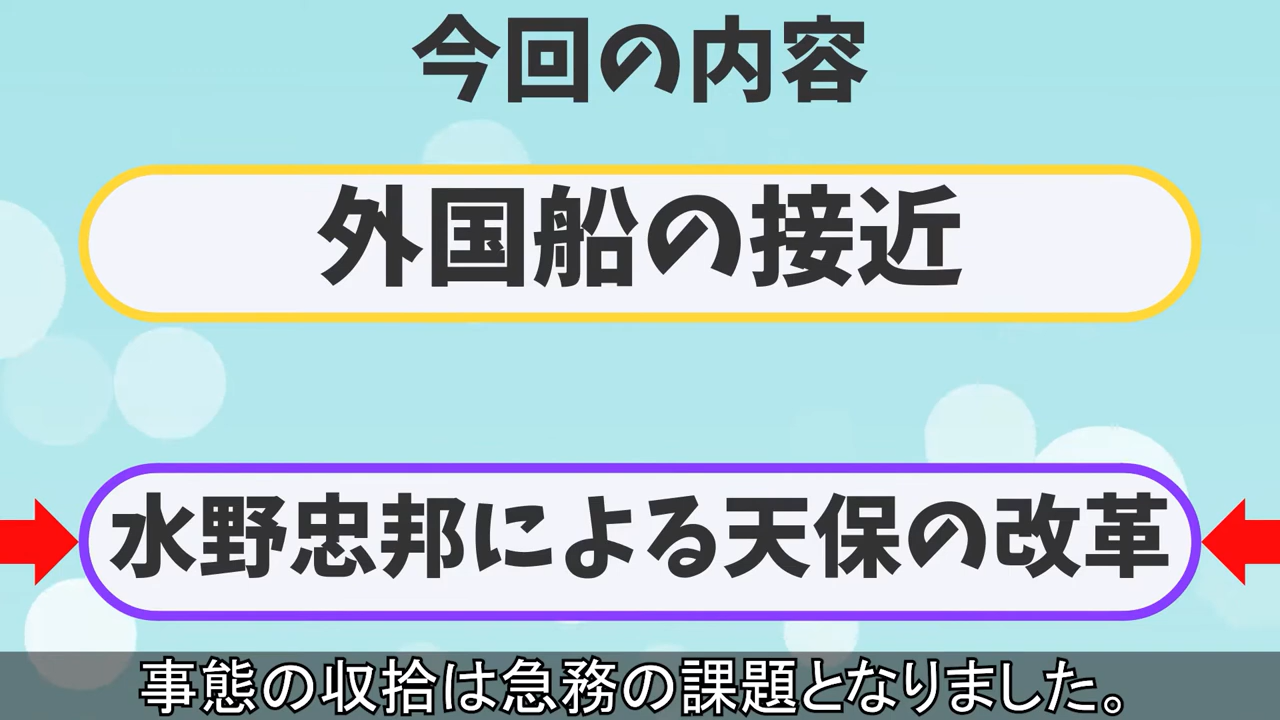 今回の内容
外国船の接近
水野忠邦による天保の改革
事態の収拾は急務の課題となりました。